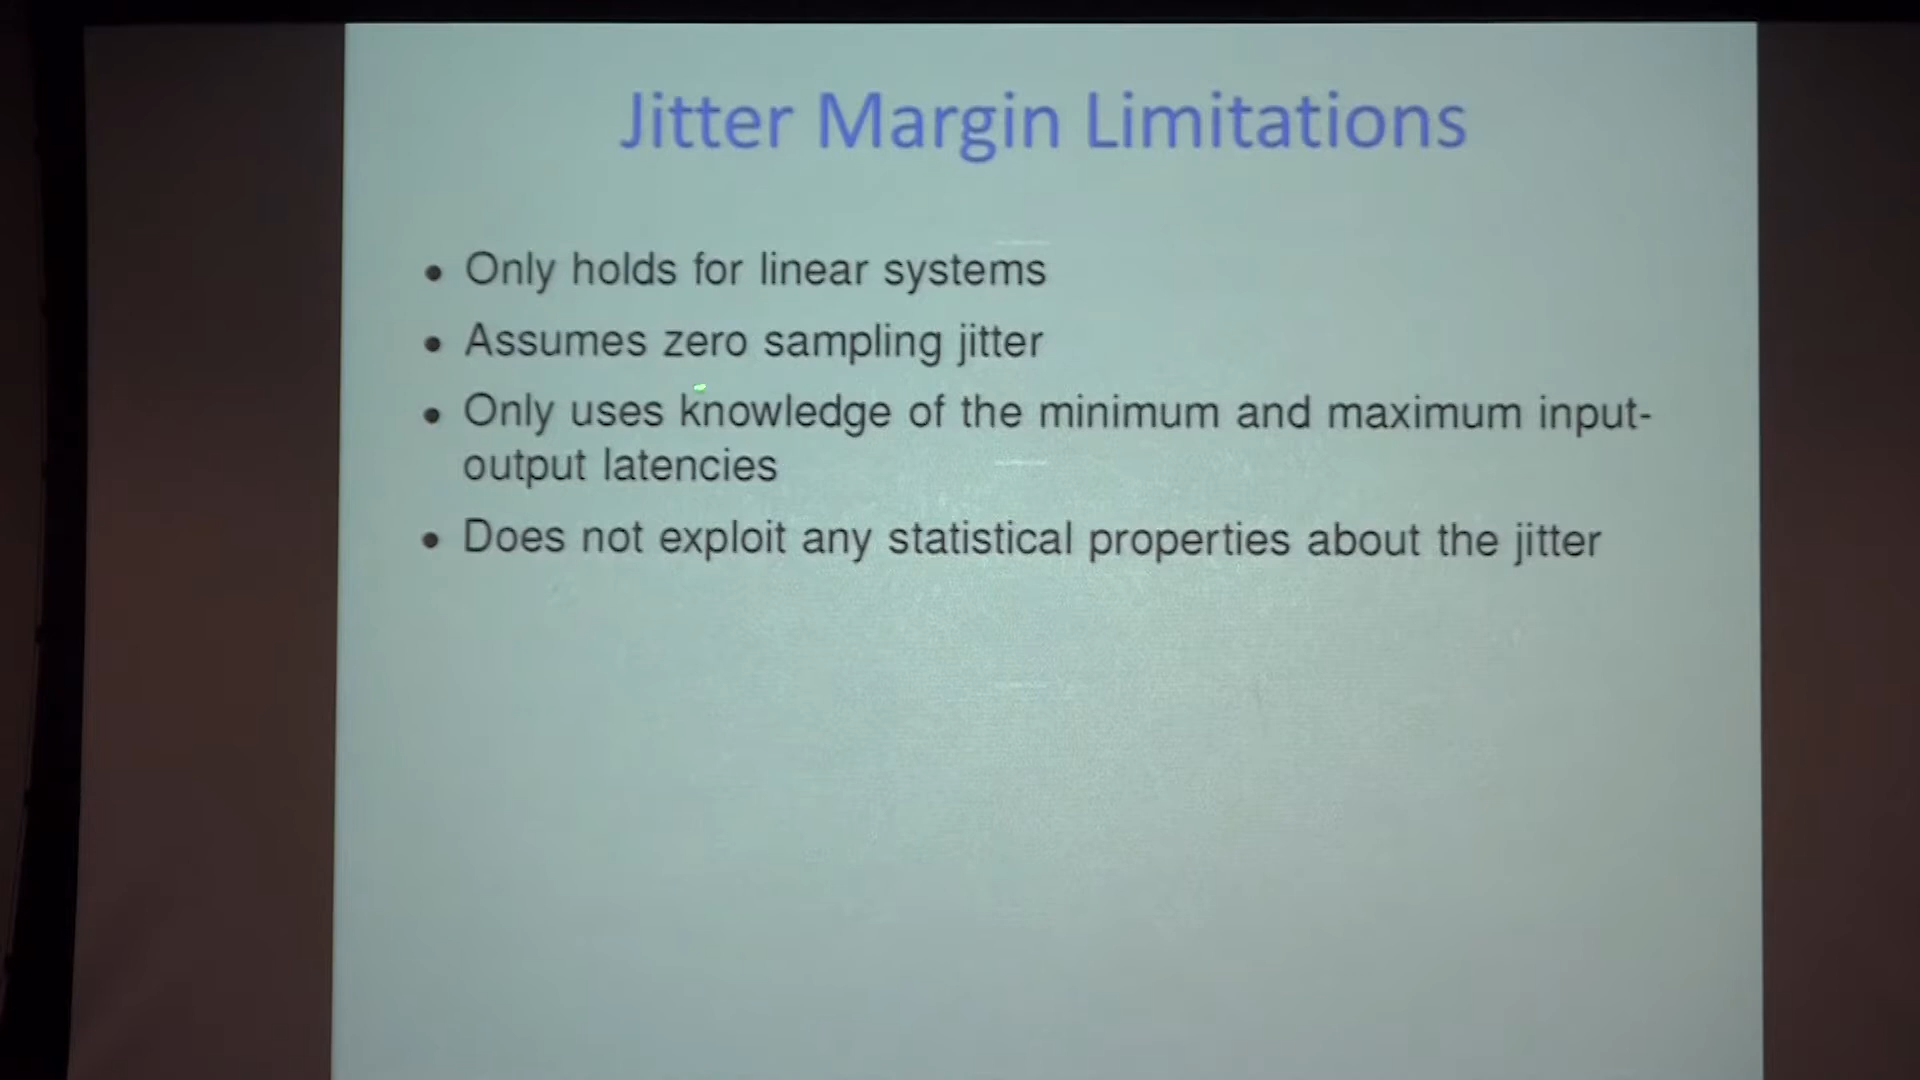 Jitter Margin Limitations
• Only holds for linear systems
• Assumes zero sampling jitter
• Only uses knowledge of the minimum and maximum input-
output latencies
• Does not exploit any statistical properties about the jitter